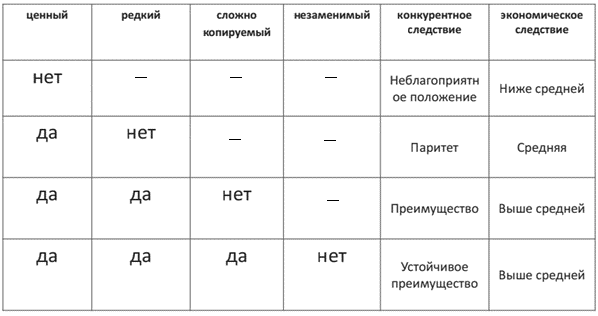 ценный редкий сложно копируемый незаменимый конкурентное следствие экономическое следствие
нет — — — Неблагоприятн ое положение Ниже средней
да нет — — Паритет Средняя
да да нет — Преимущество Выше средней
да да да нет Устойчивое преимущество Выше средней